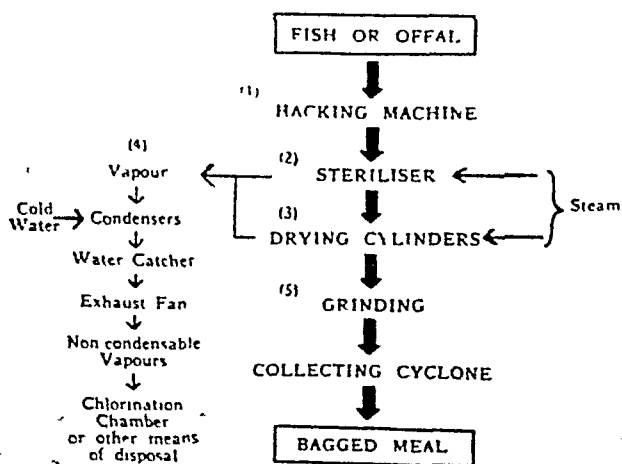 FISH OR OFFAL
(1)
HACKING MACHINE
(4)
(2)
Vapour
STERILISER
Cold
Water
Condensers
(3)
Steam
DRYING CYLINDERS
Water Catcher
(5)
Exhaust Fan
GRINDING
Non condensable
Vapours
COLLECTING CYCLONE
Chlorination
Chamber
or other means
of disposal
BAGGED MEAL